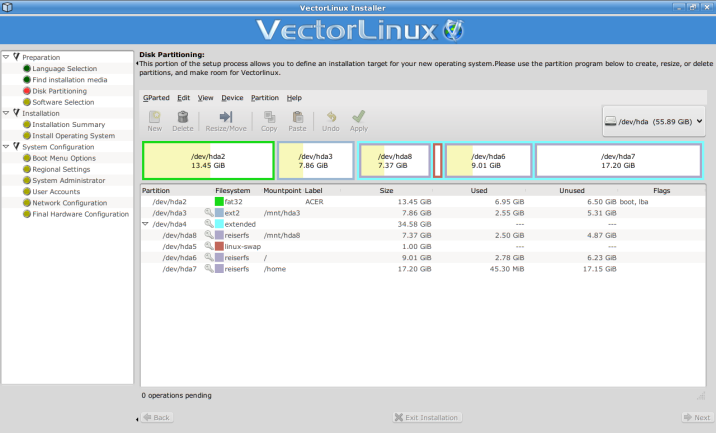 VectorLinux Installer
VectorLinux
Preparation
Language Selection
Find installation media
Disk Partitioning
Software Selection
Installation
Installation Summary
Install Operating System
System Configuration
Boot Menu Options
Regional Settings
System Administrator
User Accounts
Network Configuration
Final Hardware Configuration
Disk Partitioning:
This portion of the setup process allows you to define an installation target for your new operating system.Please use the partition program below to create, resize, or delete
partitions, and make room for Vectorlinux.
GParted Edit View Device Partition Help
New Delete Resize/Move Copy Paste Undo Apply
/dev/hda (55.89 GiB)
/dev/hda2 /dev/hda3 /dev/hda8 /dev/hda6 /dev/hda7
13.45 GiB 7.86 GiB 7.37 GiB 9.01 GiB 17.20 GiB
Partition Filesystem Mountpoint Label Size Used Unused Flags
/dev/hda2 fat32 ACER 13.45 GiB 6.95 GiB 6.50 GiB boot, lba
/dev/hda3 ext2 /mnt/hda3 7.86 GiB 2.55 GiB 5.31 GiB
/dev/hda4 extended 34.58 GiB --- ---
/dev/hda8 reiserfs /mnt/hda8 7.37 GiB 2.50 GiB 4.87 GiB
/dev/hda5 linux-swap 1.00 GiB --- ---
/dev/hda6 reiserfs / 9.01 GiB 2.78 GiB 6.23 GiB
/dev/hda7 reiserfs /home 17.20 GiB 45.30 MiB 17.15 GiB
0 operations pending
Back Exit Installation Next